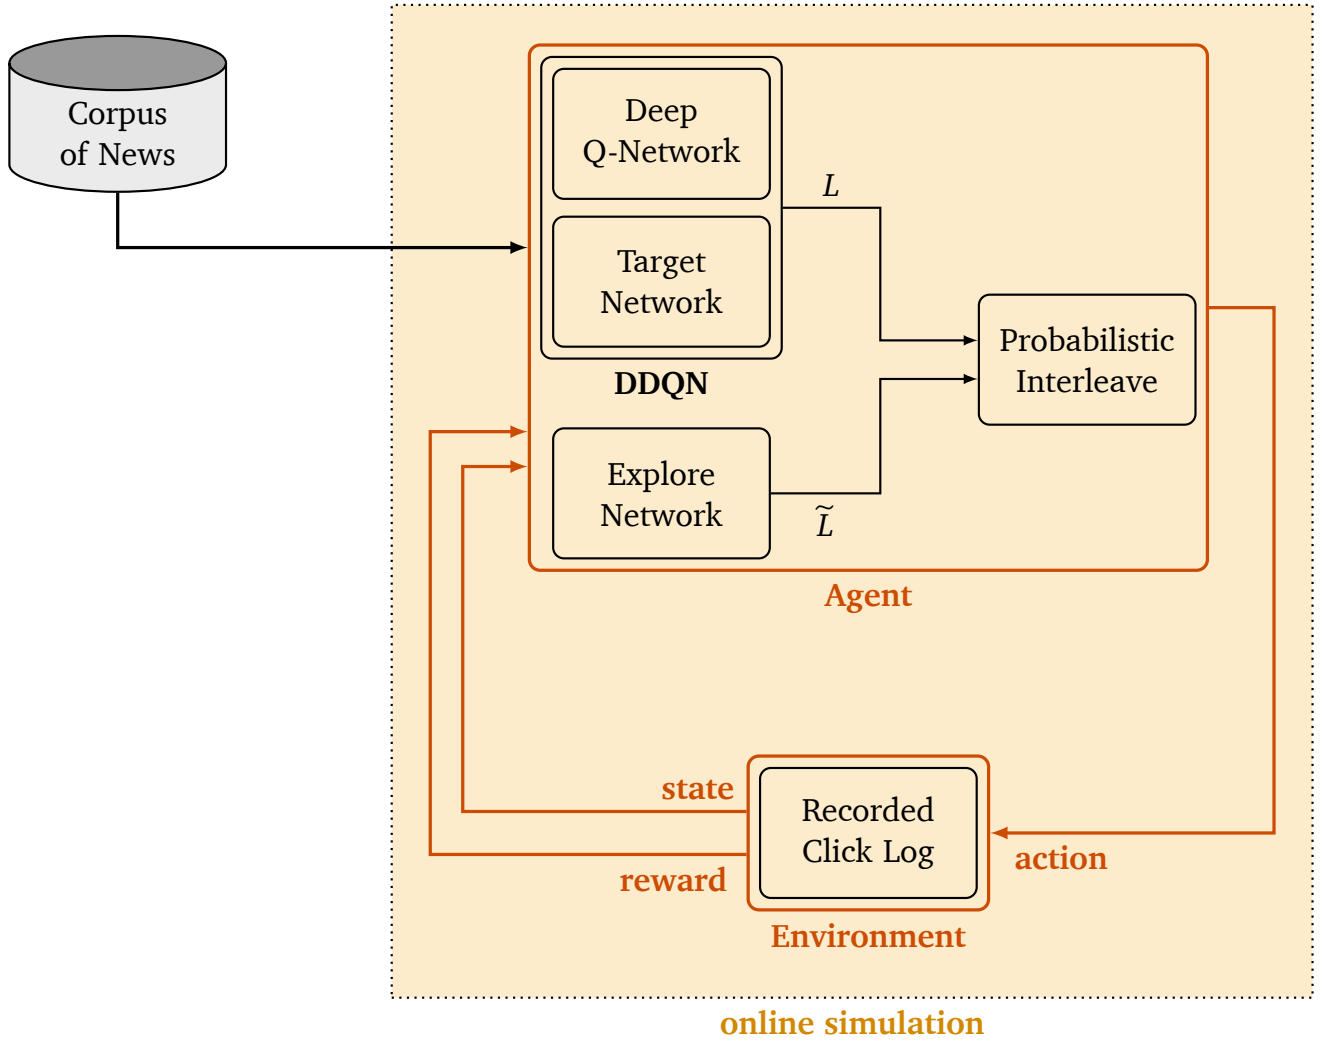 Corpus
of News
Deep
Q-Network
Target
Network
DDQN
Explore
Network
L
L̃
Probabilistic
Interleave
Agent
state
reward
Recorded
Click Log
action
Environment
online simulation